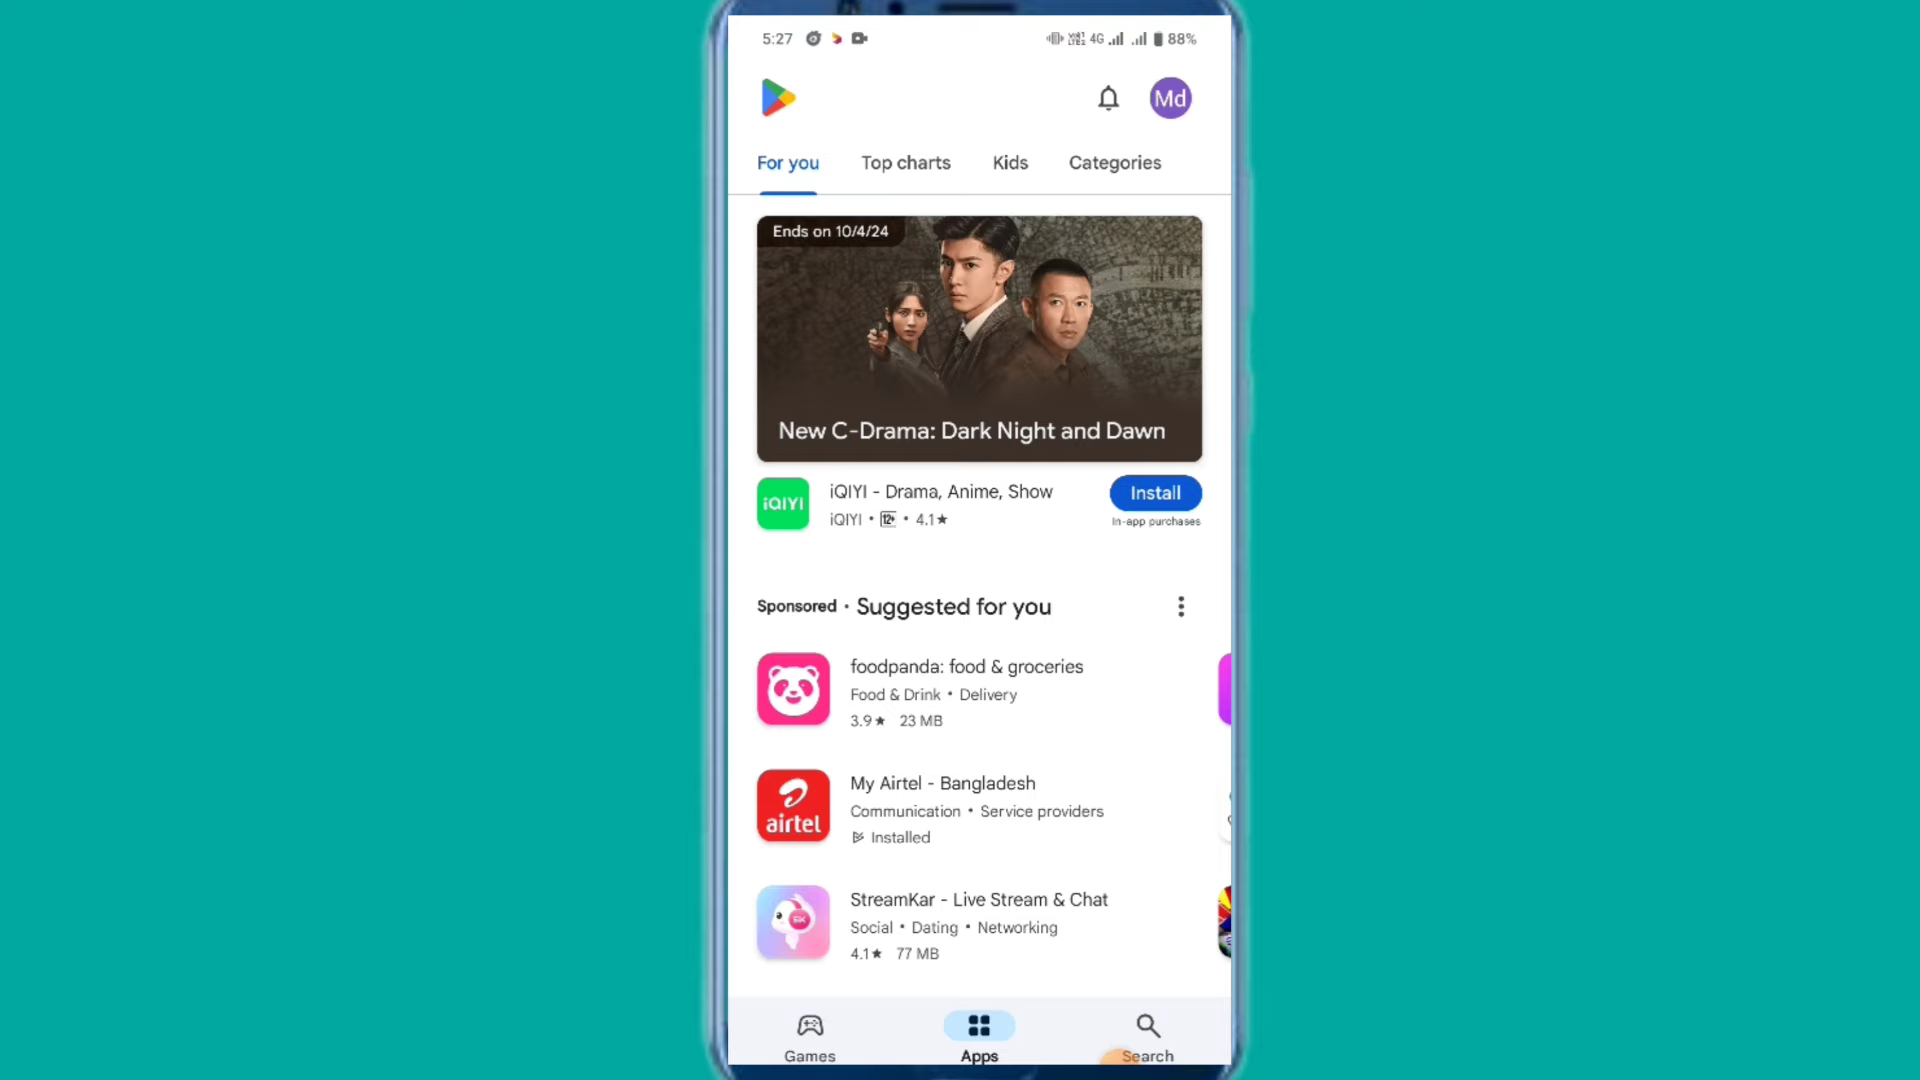 5:27
4G 88%
Md
For you Top charts Kids Categories
Ends on 10/4/24
New C-Drama: Dark Night and Dawn
iQIYI
iQIYI - Drama, Anime, Show
iQIYI • 12+ • 4.1★
Install
In-app purchases
Sponsored • Suggested for you
foodpanda: food & groceries
Food & Drink • Delivery
3.9★ 23 MB
airtel
My Airtel - Bangladesh
Communication • Service providers
Installed
SK
StreamKar - Live Stream & Chat
Social • Dating • Networking
4.1★ 77 MB
Games Apps Search